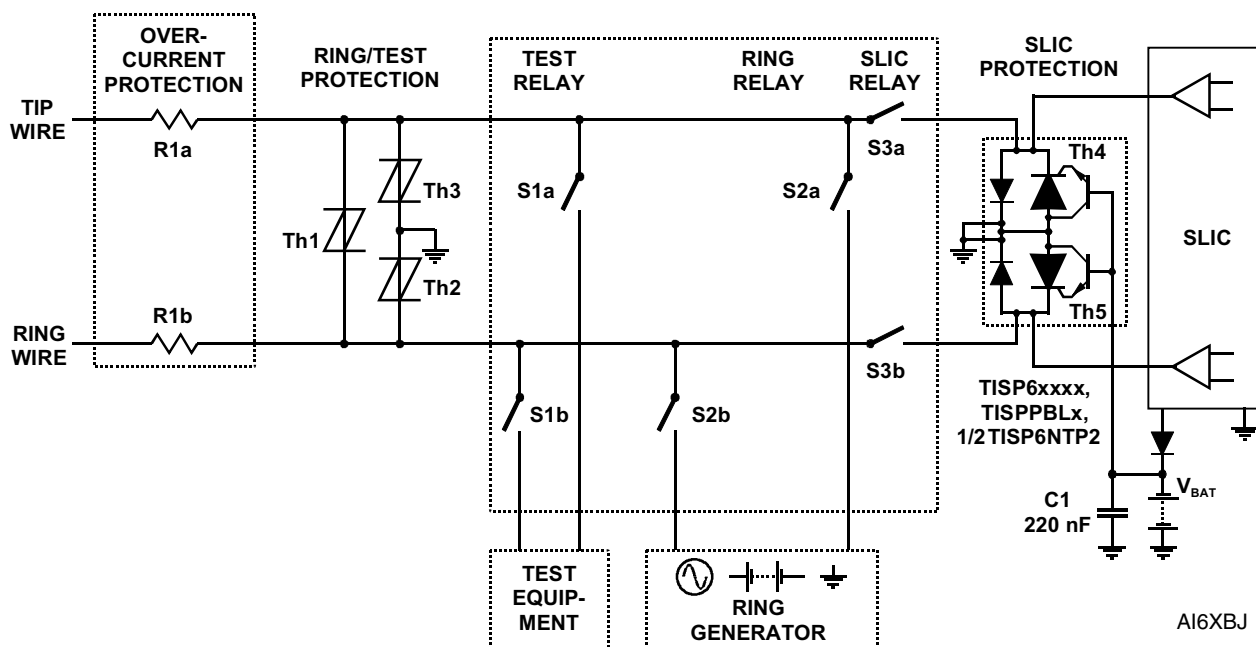 OVER-
CURRENT
PROTECTION
RING/TEST
PROTECTION
TEST
RELAY
RING
RELAY
SLIC
RELAY
SLIC
PROTECTION
TIP
WIRE
R1a
Th3
Th1
Th2
S1a
S2a
S3a
Th4
SLIC
Th5
RING
WIRE
R1b
S3b
S1b
S2b
TISP6xxxx,
TISPPBLx,
1/2 TISP6NTP2
VBAT
C1
220 nF
TEST
EQUIP-
MENT
RING
GENERATOR
AI6XBJ